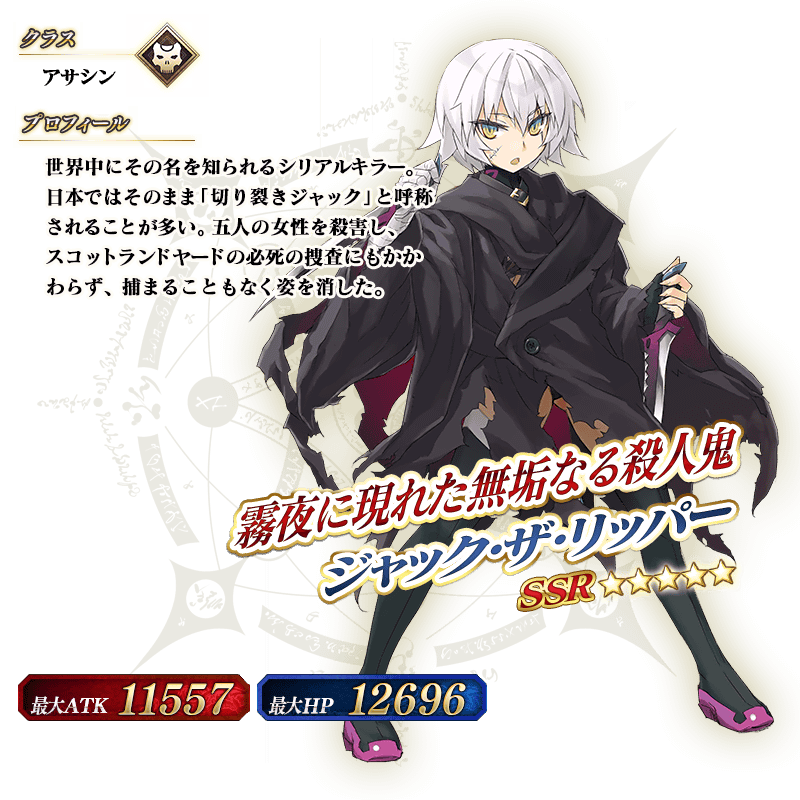 クラス
アサシン
プロフィール
世界中にその名を知られるシリアルキラー。
日本ではそのまま「切り裂きジャック」と呼称
されることが多い。五人の女性を殺害し、
スコットランドヤードの必死の捜査にもかか
わらず、捕まることもなく姿を消した。
霧夜に現れた無垢なる殺人鬼
ジャック・ザ・リッパー
SSR ☆☆☆☆☆
最大ATK 11557
最大HP 12696